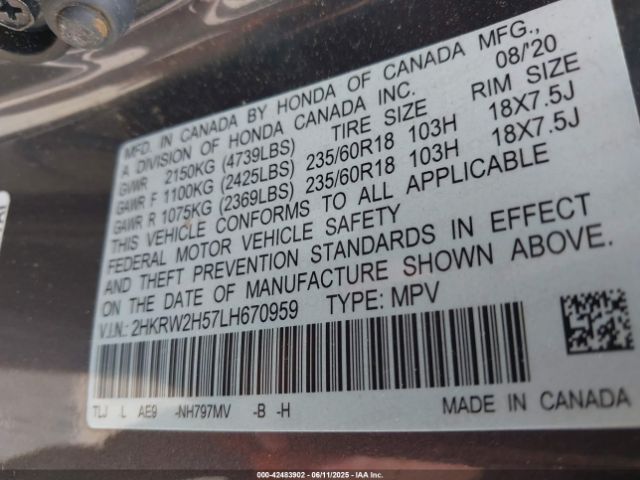 MFD. IN CANADA BY HONDA OF CANADA MFG.,
A DIVISION OF HONDA CANADA INC. 08/'20
GVWR 2150KG (4739LBS) TIRE SIZE RIM SIZE
GAWR F 1100KG (2425LBS) 235/60R18 103H 18X7.5J
GAWR R 1075KG (2369LBS) 235/60R18 103H 18X7.5J
THIS VEHICLE CONFORMS TO ALL APPLICABLE
FEDERAL MOTOR VEHICLE SAFETY
AND THEFT PREVENTION STANDARDS IN EFFECT
ON THE DATE OF MANUFACTURE SHOWN ABOVE.
V.I.N.: 2HKRW2H57LH670959 TYPE: MPV
TLJ L AE9 -NH797MV -B -H MADE IN CANADA
000-42483902 - 06/11/2025 - IAA Inc.